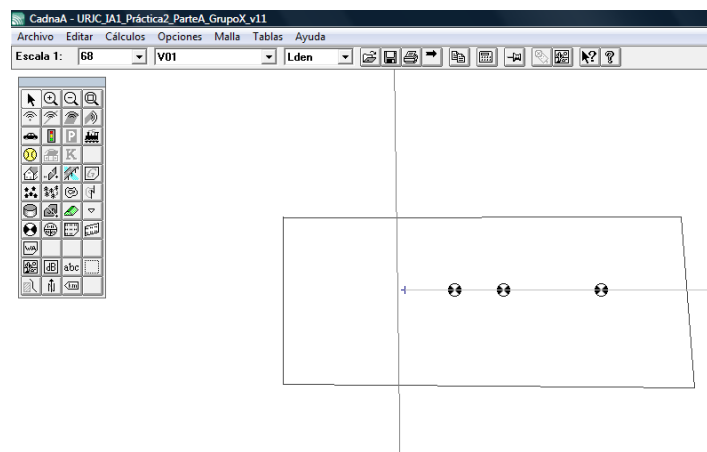 CadnaA - URJC_IA1_Práctica2_ParteA_GrupoX_v11
Archivo Editar Cálculos Opciones Malla Tablas Ayuda
Escala 1: 68 V01 Lden
P
K
dB abc